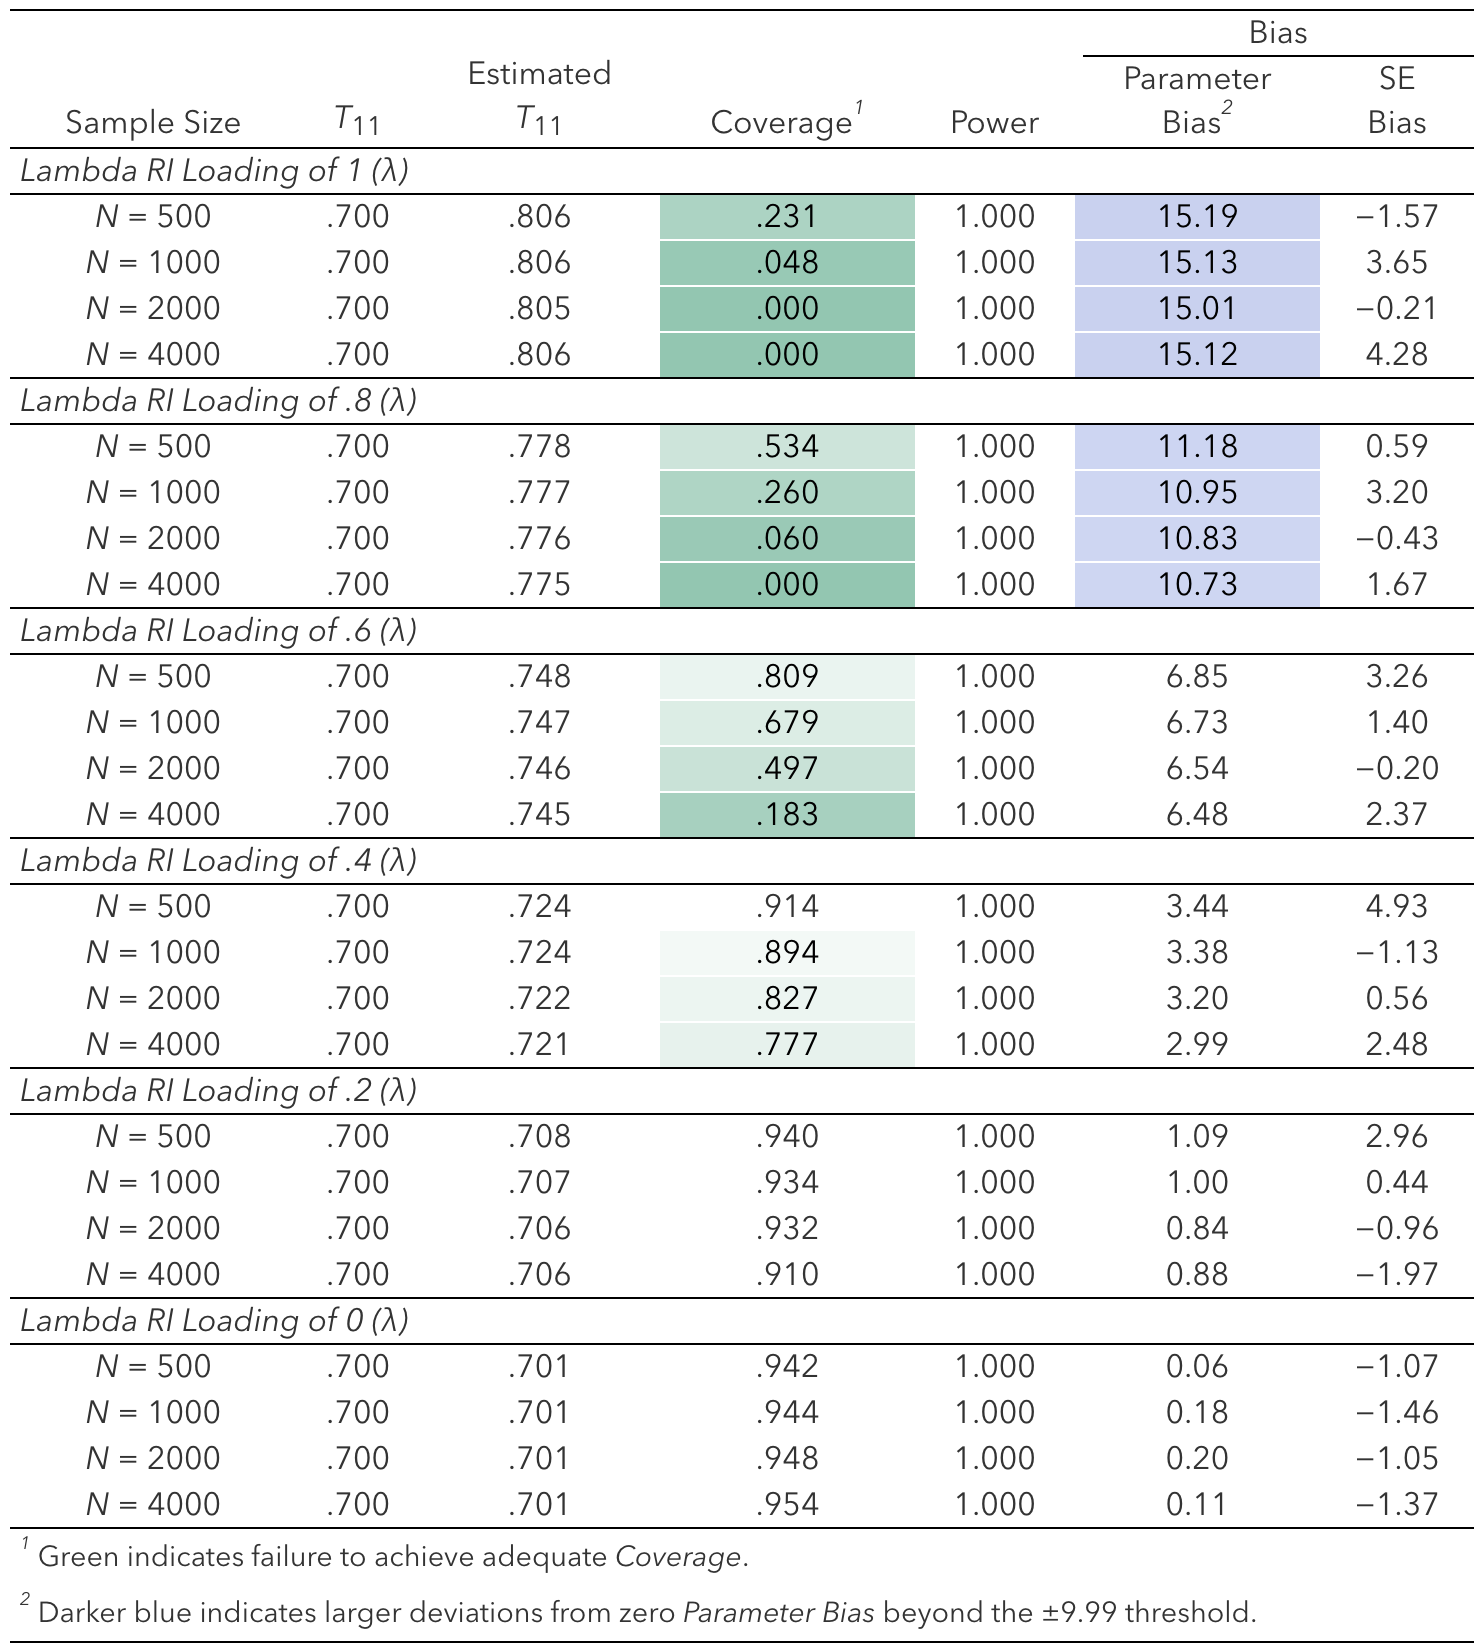 Bias
Estimated Parameter SE
Sample Size T11 T11 Coverage1 Power Bias2 Bias
Lambda RI Loading of 1 (λ)
N = 500 .700 .806 .231 1.000 15.19 −1.57
N = 1000 .700 .806 .048 1.000 15.13 3.65
N = 2000 .700 .805 .000 1.000 15.01 −0.21
N = 4000 .700 .806 .000 1.000 15.12 4.28
Lambda RI Loading of .8 (λ)
N = 500 .700 .778 .534 1.000 11.18 0.59
N = 1000 .700 .777 .260 1.000 10.95 3.20
N = 2000 .700 .776 .060 1.000 10.83 −0.43
N = 4000 .700 .775 .000 1.000 10.73 1.67
Lambda RI Loading of .6 (λ)
N = 500 .700 .748 .809 1.000 6.85 3.26
N = 1000 .700 .747 .679 1.000 6.73 1.40
N = 2000 .700 .746 .497 1.000 6.54 −0.20
N = 4000 .700 .745 .183 1.000 6.48 2.37
Lambda RI Loading of .4 (λ)
N = 500 .700 .724 .914 1.000 3.44 4.93
N = 1000 .700 .724 .894 1.000 3.38 −1.13
N = 2000 .700 .722 .827 1.000 3.20 0.56
N = 4000 .700 .721 .777 1.000 2.99 2.48
Lambda RI Loading of .2 (λ)
N = 500 .700 .708 .940 1.000 1.09 2.96
N = 1000 .700 .707 .934 1.000 1.00 0.44
N = 2000 .700 .706 .932 1.000 0.84 −0.96
N = 4000 .700 .706 .910 1.000 0.88 −1.97
Lambda RI Loading of 0 (λ)
N = 500 .700 .701 .942 1.000 0.06 −1.07
N = 1000 .700 .701 .944 1.000 0.18 −1.46
N = 2000 .700 .701 .948 1.000 0.20 −1.05
N = 4000 .700 .701 .954 1.000 0.11 −1.37
1 Green indicates failure to achieve adequate Coverage.
2 Darker blue indicates larger deviations from zero Parameter Bias beyond the ±9.99 threshold.